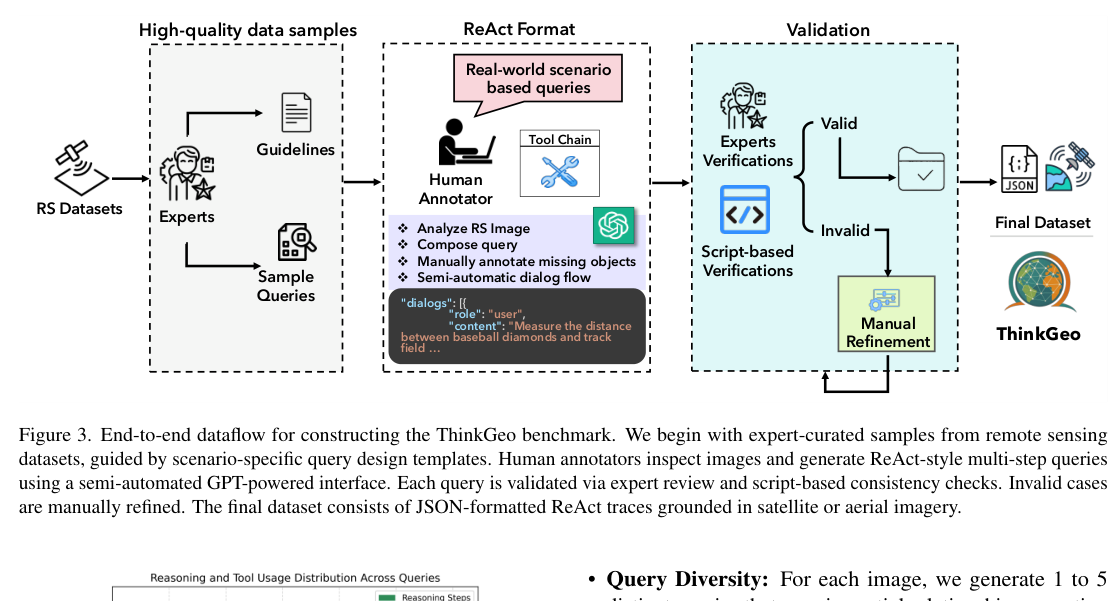 High-quality data samples
ReAct Format
Validation
RS Datasets
Experts
Guidelines
Sample
Queries
Real-world scenario
based queries
Human
Annotator
Tool Chain
❖ Analyze RS Image
❖ Compose query
❖ Manually annotate missing objects
❖ Semi-automatic dialog flow
"dialogs": [{
"role": "user",
"content": "Measure the distance
between baseball diamonds and track
field ...
Experts
Verifications
Script-based
Verifications
Valid
Invalid
Manual
Refinement
{;}
JSON
Final Dataset
ThinkGeo
Figure 3. End-to-end dataflow for constructing the ThinkGeo benchmark. We begin with expert-curated samples from remote sensing
datasets, guided by scenario-specific query design templates. Human annotators inspect images and generate ReAct-style multi-step queries
using a semi-automated GPT-powered interface. Each query is validated via expert review and script-based consistency checks. Invalid cases
are manually refined. The final dataset consists of JSON-formatted ReAct traces grounded in satellite or aerial imagery.
Reasoning and Tool Usage Distribution Across Queries
Reasoning Steps
• Query Diversity: For each image, we generate 1 to 5